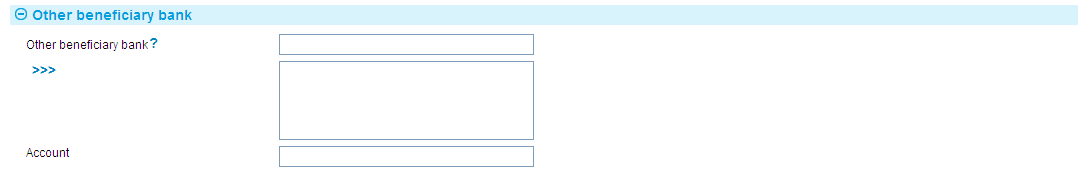 Other beneficiary bank
Other beneficiary bank?
>>>
Account